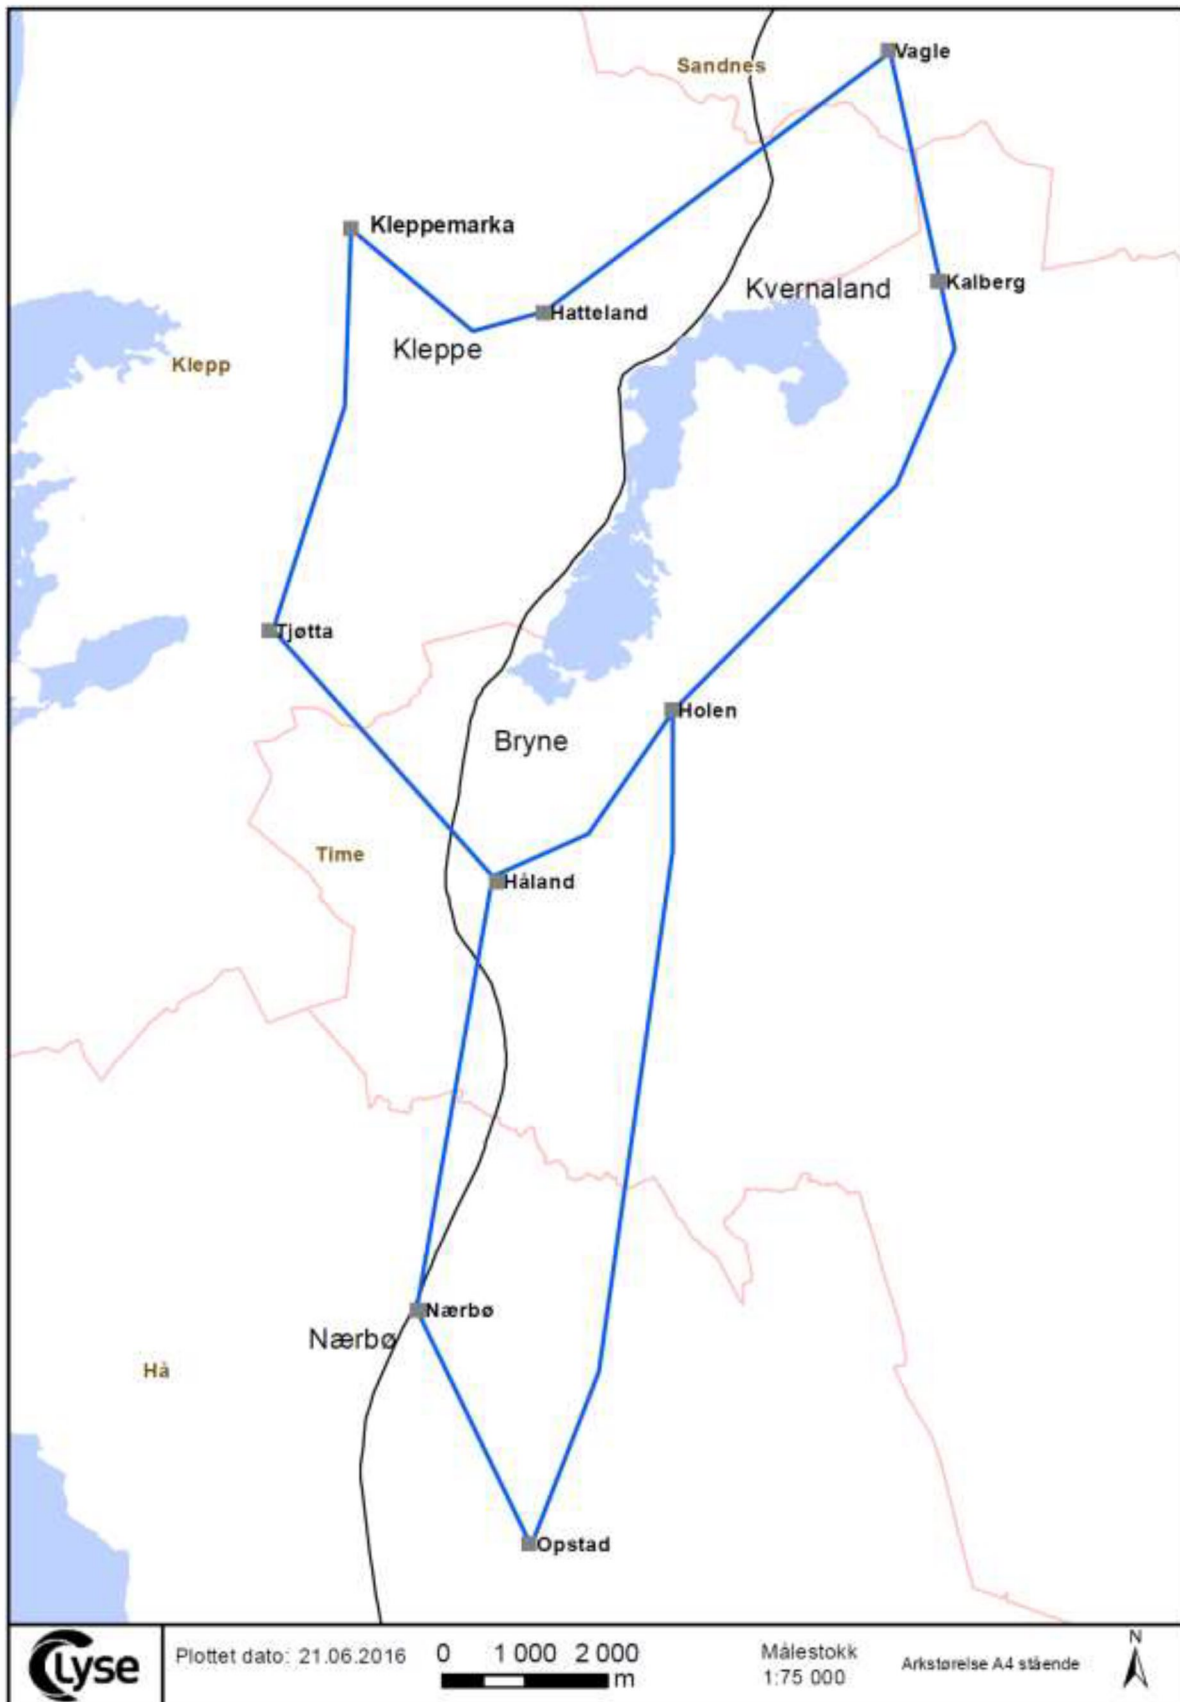 Vagle
Sandnes
Kleppemarka
Kalberg
Kvernaland
Hatteland
Kleppe
Klepp
Tjøtta
Holen
Bryne
Time
Håland
Nærbø
Nærbø
Hå
Opstad
N
Lyse
Plottet dato: 21.06.2016
0 1 000 2 000
m
Målestokk
1:75 000
Arkstørelse A4 stående